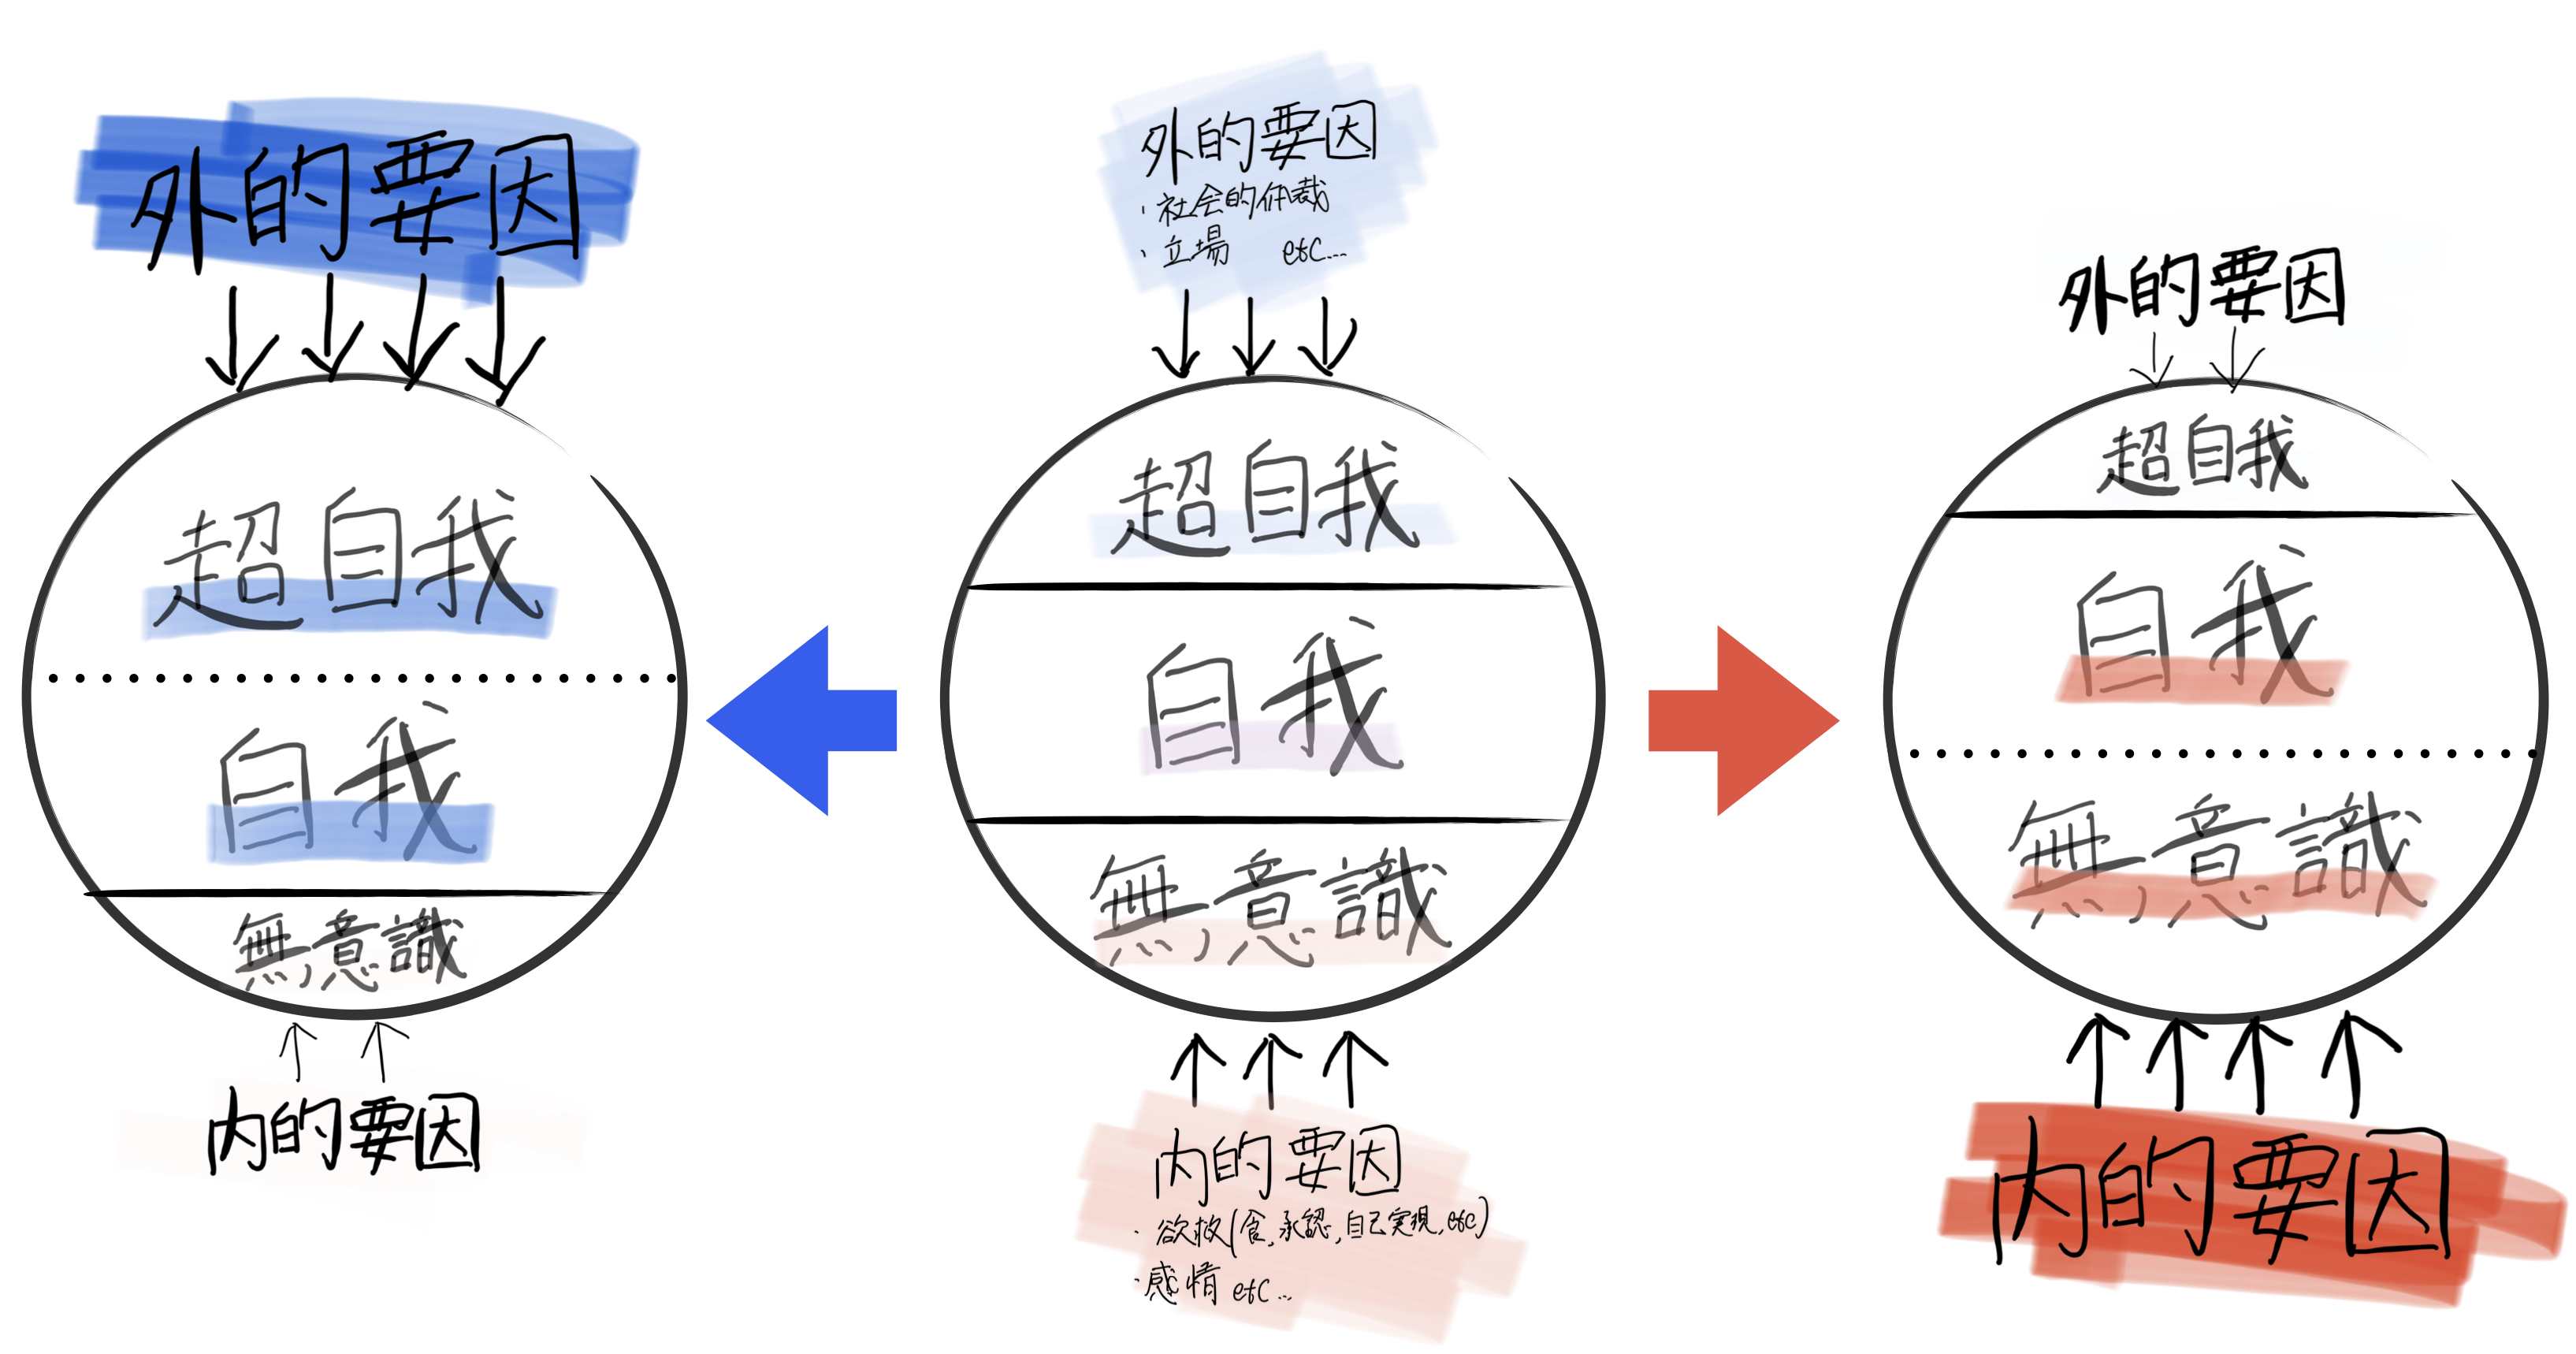 外的要因
超自我
自我
無意識
内的要因
外的要因
・社会的仲裁
・立場 etc...
超自我
自我
無意識
内的要因
・欲救(食,承認,自己実現,etc)
・感情 etc...
外的要因
超自我
自我
無意識
内的要因